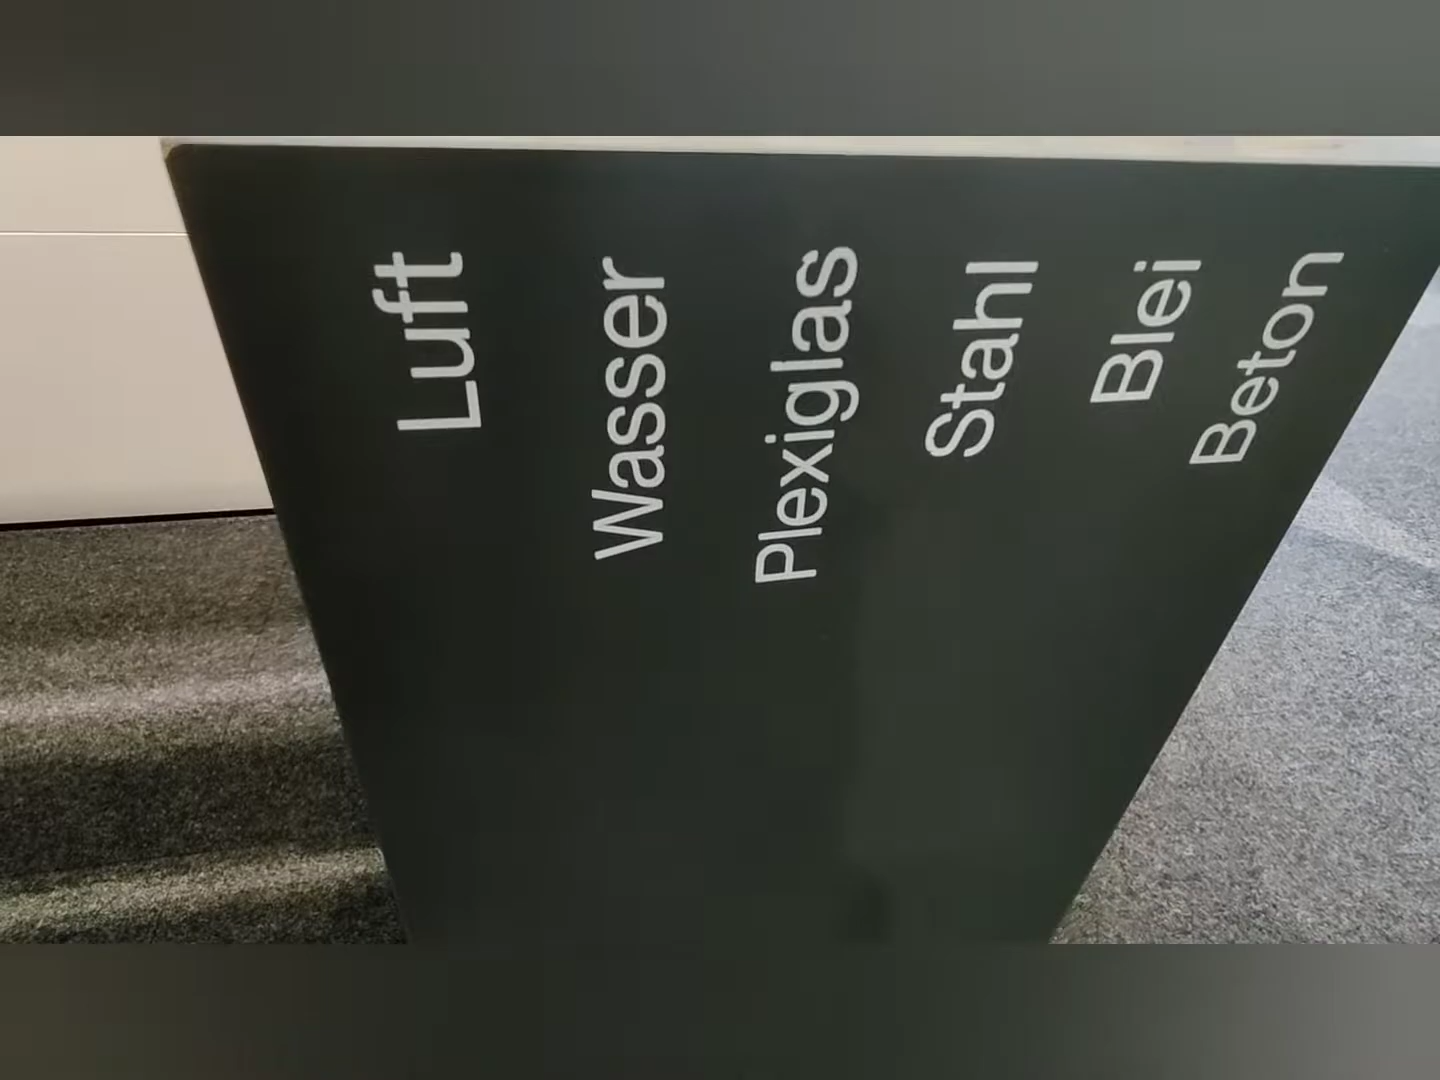 Luft
Wasser
Plexiglas
Stahl
Blei
Beton